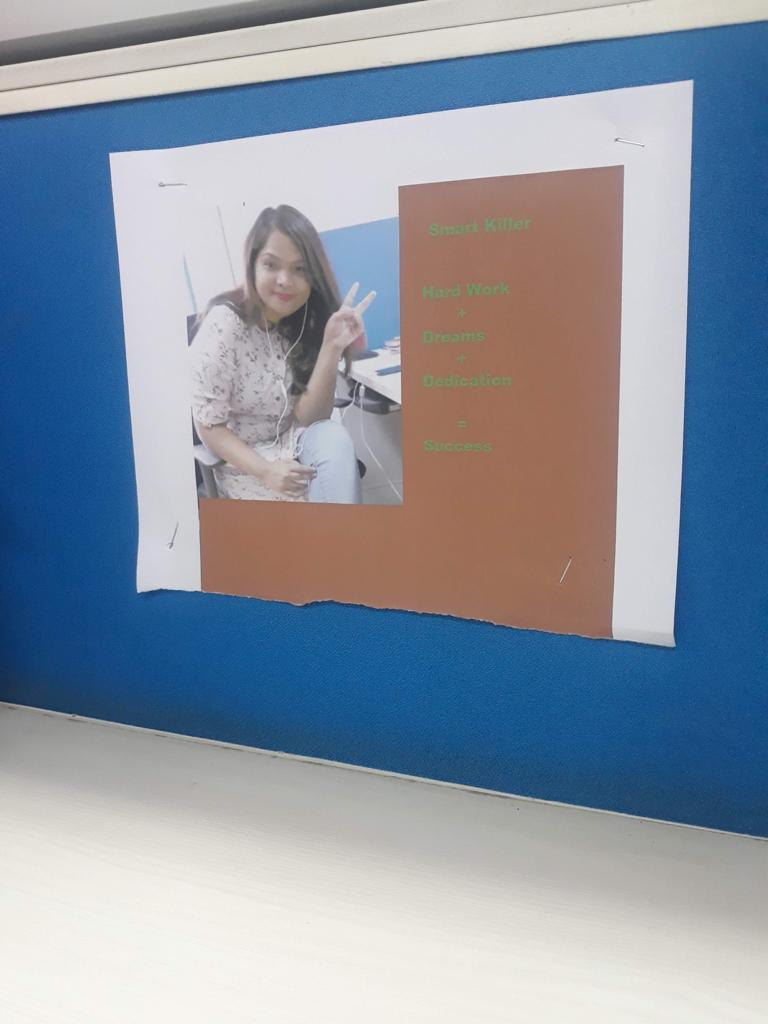 Smart Killer
Hard Work
+
Dreams
+
Dedication
=
Success